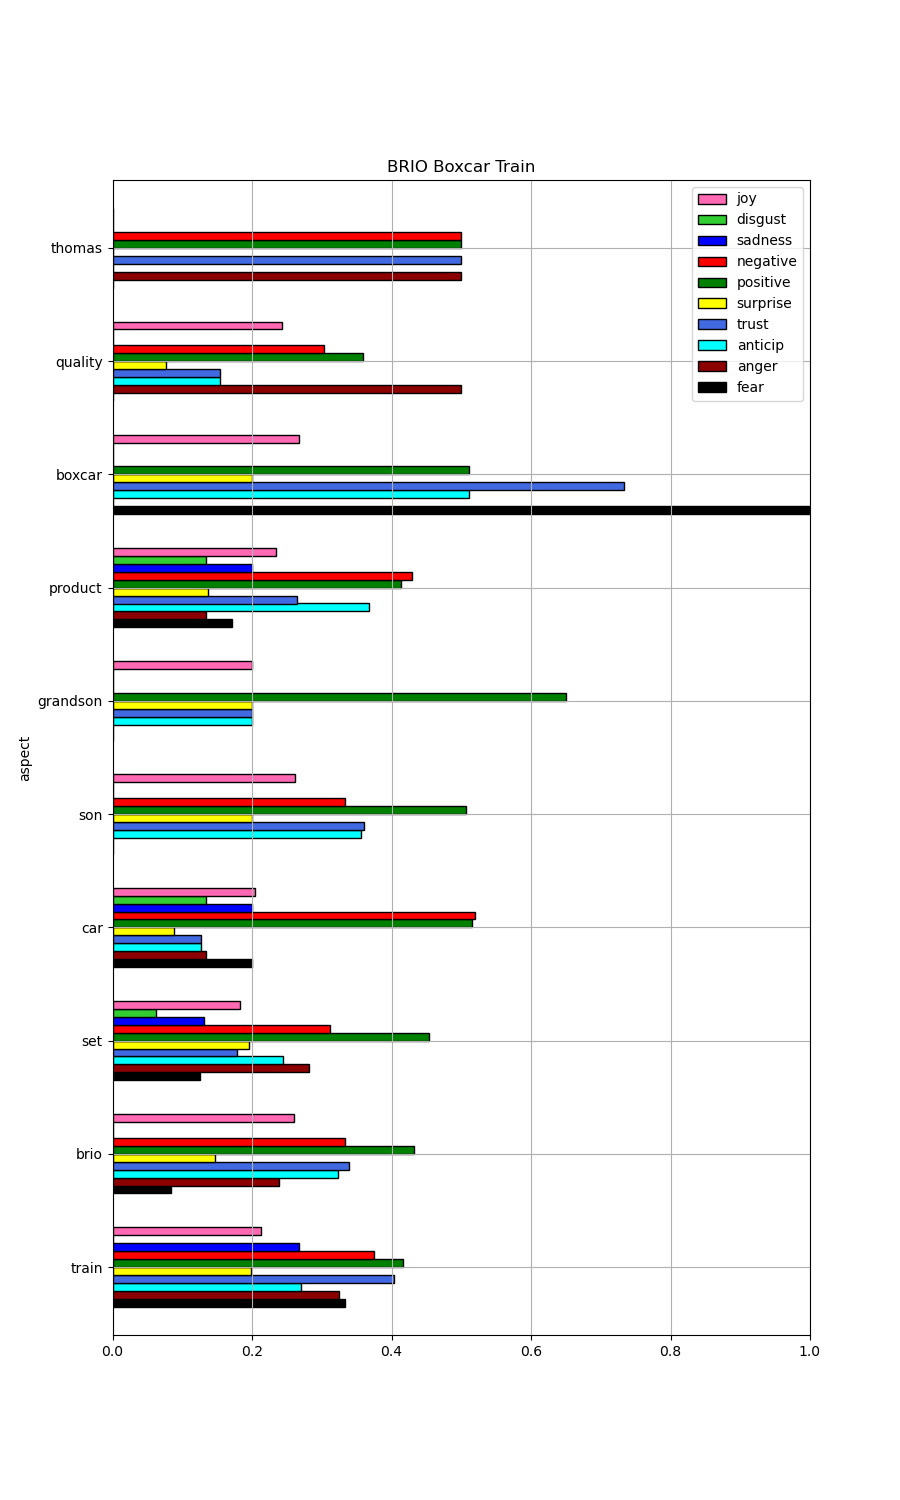 BRIO Boxcar Train
joy
disgust
sadness
negative
positive
surprise
trust
anticip
anger
fear
thomas
quality
boxcar
product
grandson
son
car
set
brio
train
aspect
0.0 0.2 0.4 0.6 0.8 1.0